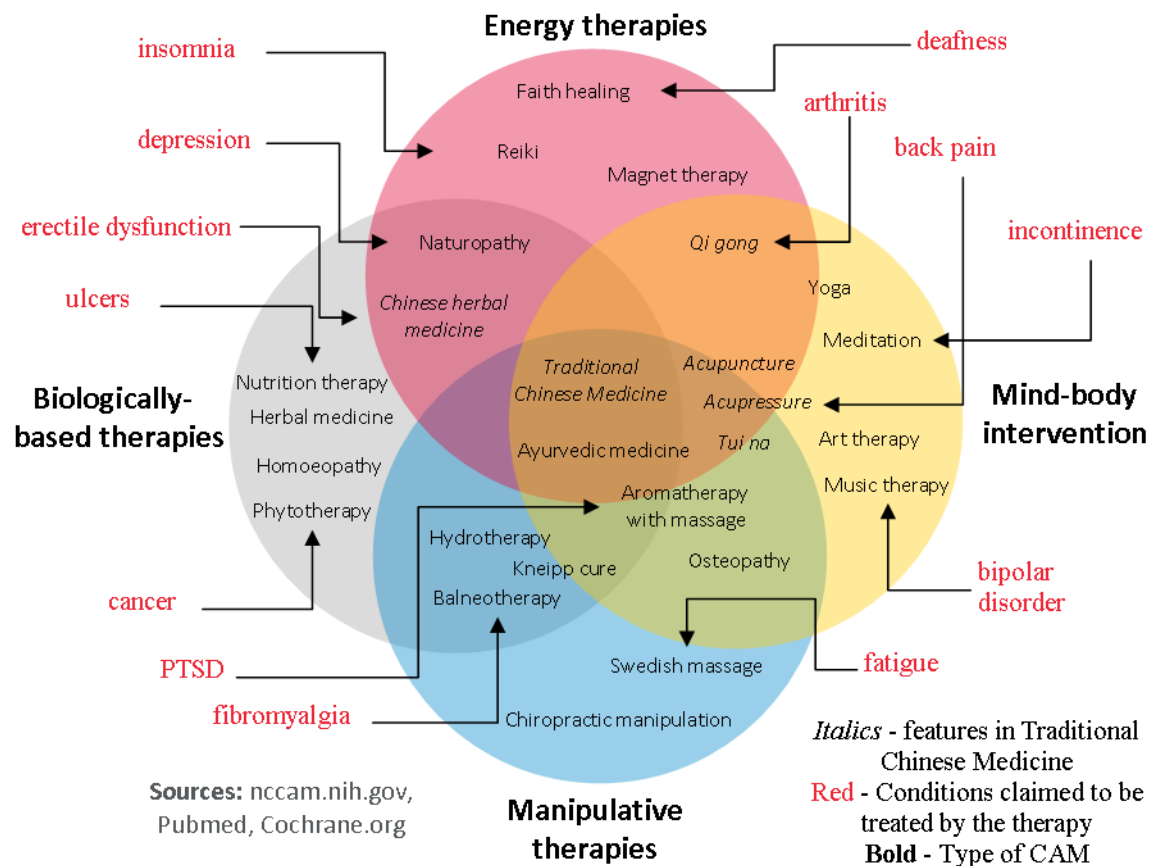 Energy therapies
insomnia
deafness
Faith healing
arthritis
depression
Reiki
back pain
Magnet therapy
erectile dysfunction
Naturopathy
Qi gong
incontinence
ulcers
Yoga
Chinese herbal
medicine
Meditation
Traditional
Chinese Medicine
Acupuncture
Nutrition therapy
Biologically-
based therapies
Herbal medicine
Acupressure
Mind-body
intervention
Tui na
Art therapy
Ayurvedic medicine
Homoeopathy
Music therapy
Aromatherapy
with massage
Phytotherapy
Hydrotherapy
Kneipp cure
Osteopathy
Balneotherapy
cancer
bipolar
disorder
PTSD
Swedish massage
fatigue
fibromyalgia
Chiropractic manipulation
Manipulative
therapies
Sources: nccam.nih.gov,
Pubmed, Cochrane.org
Italics - features in Traditional
Chinese Medicine
Red - Conditions claimed to be
treated by the therapy
Bold - Type of CAM